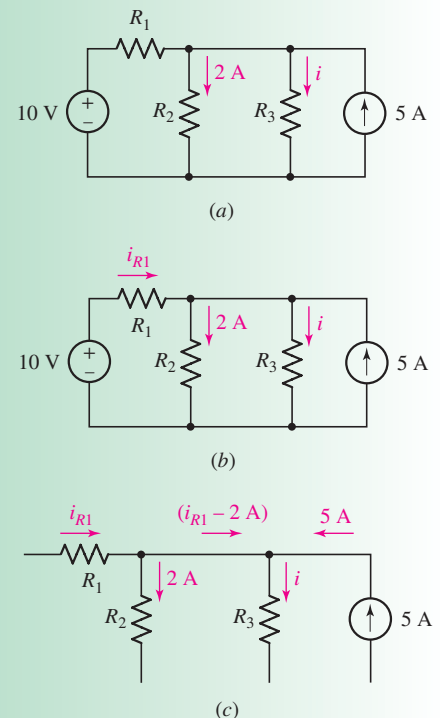 R1
2 A
i
10 V
+
–
R2
R3
5 A
(a)
iR1
R1
2 A
i
10 V
+
–
R2
R3
5 A
(b)
iR1
(iR1 – 2 A)
5 A
R1
2 A
i
R2
R3
5 A
(c)